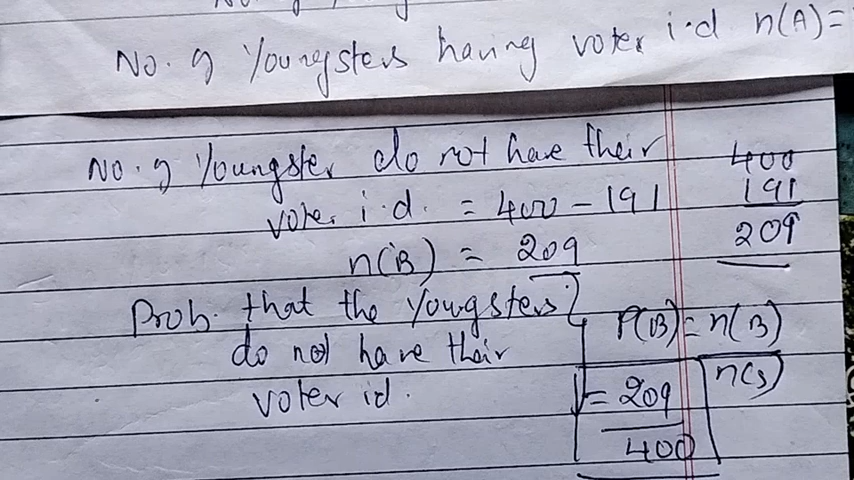 No. of Youngsters having voter i.d n(A)=
No. of Youngster do not have their
voter i.d. = 400 - 191
400
191
209
n(B) = 209
Prob. that the Youngsters
do not have their
voter id.
P(B) = n(B)
n(s)
= 209
400